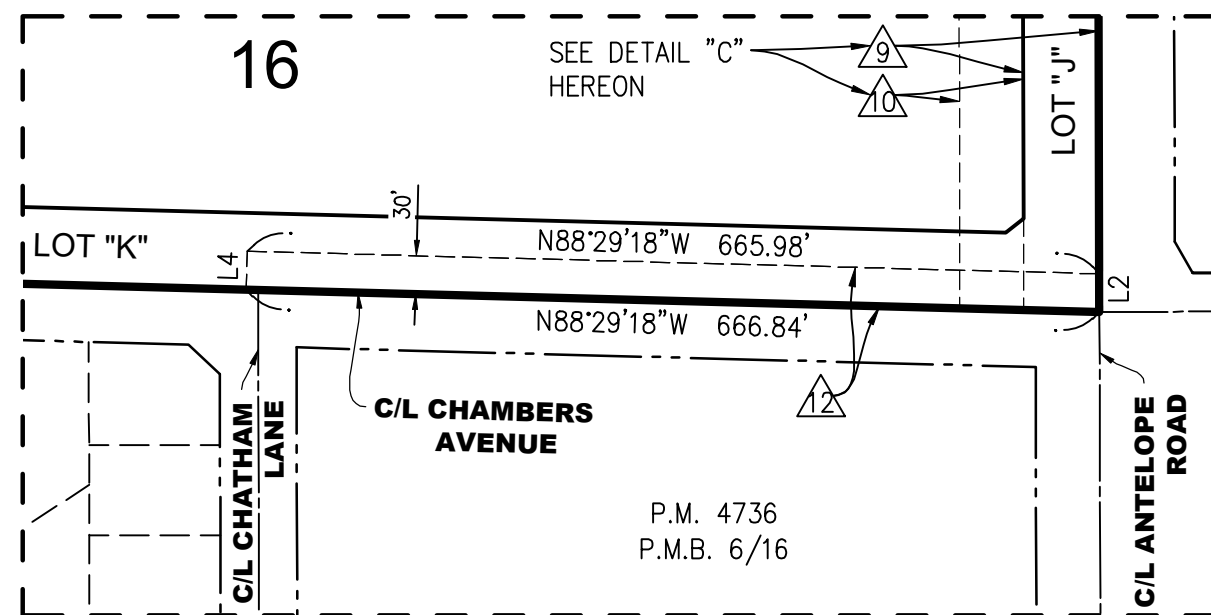 16
SEE DETAIL "C"
HEREON
9
10
LOT "J"
30'
LOT "K"
L4
N88°29'18"W 665.98'
L2
N88°29'18"W 666.84'
12
C/L CHAMBERS
AVENUE
C/L CHATHAM
LANE
P.M. 4736
P.M.B. 6/16
C/L ANTELOPE
ROAD